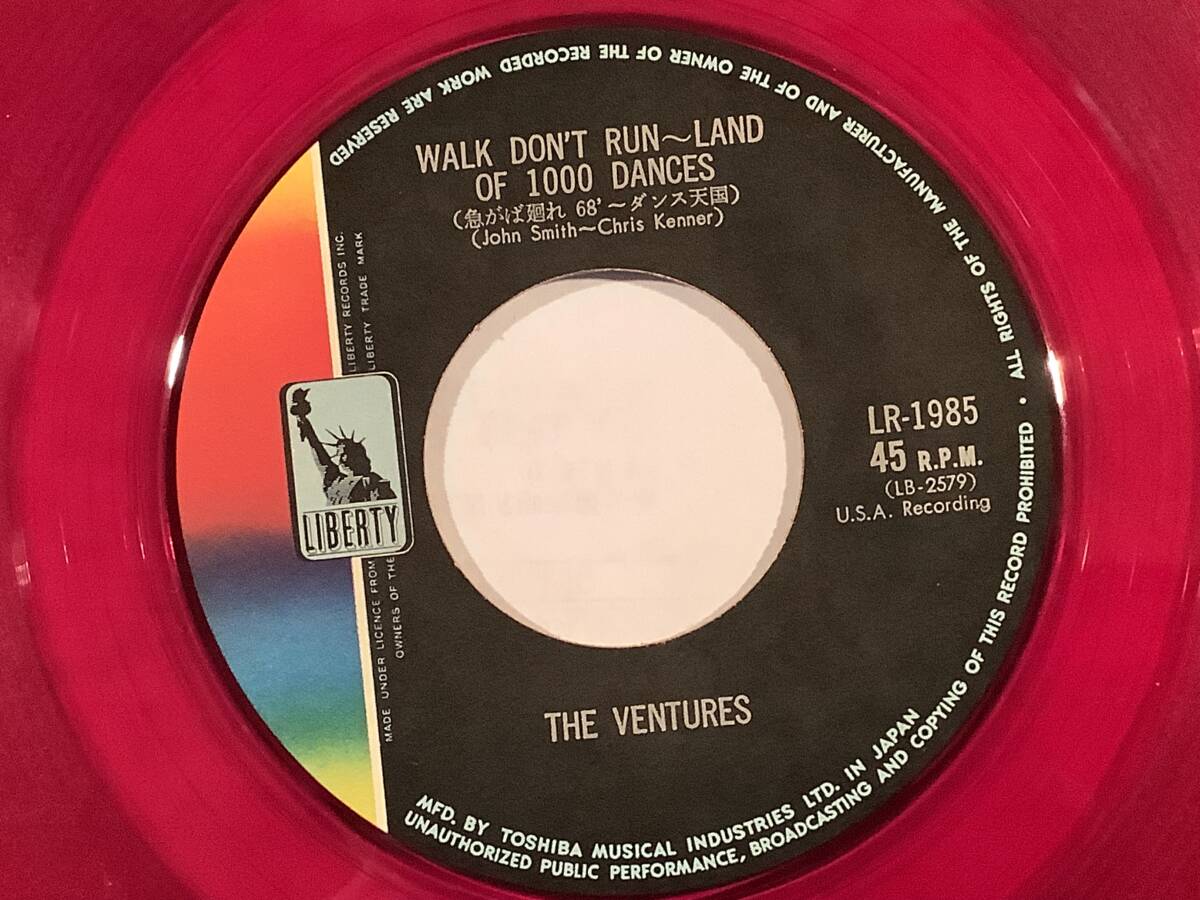 WALK DON'T RUN~LAND
OF 1000 DANCES
(急がば廻れ 68'~ダンス天国)
(John Smith~Chris Kenner)
LR-1985
45 R.P.M.
(LB-2579)
U.S.A. Recording
LIBERTY
THE VENTURES
MADE UNDER LICENCE FROM LIBERTY RECORDS INC.
OWNERS OF THE LIBERTY TRADE MARK
MFD. BY TOSHIBA MUSICAL INDUSTRIES LTD. IN JAPAN
UNAUTHORIZED PUBLIC PERFORMANCE, BROADCASTING AND COPYING OF THIS RECORD PROHIBITED • ALL RIGHTS OF THE MANUFACTURER AND OF THE OWNER OF THE RECORDED WORK ARE RESERVED